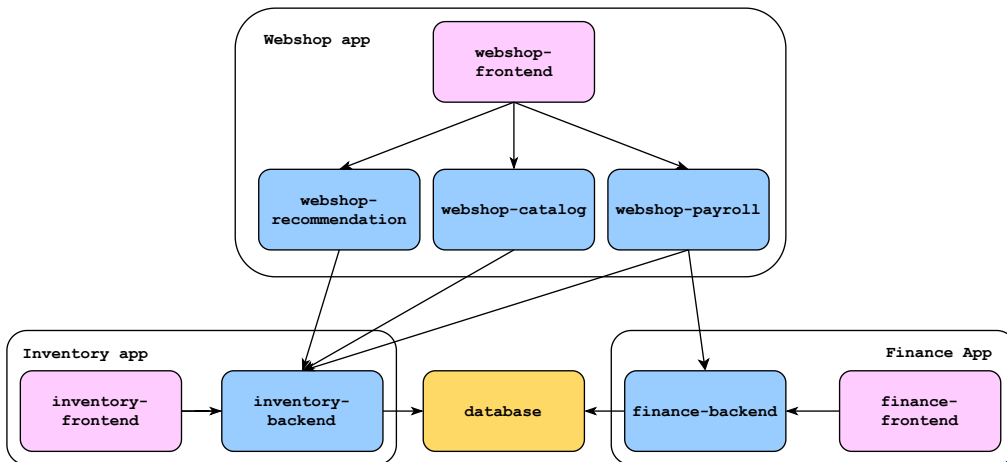 Webshop app
webshop-
frontend
webshop-
recommendation
webshop-catalog
webshop-payroll
Inventory app
inventory-
frontend
inventory-
backend
database
Finance App
finance-backend
finance-
frontend